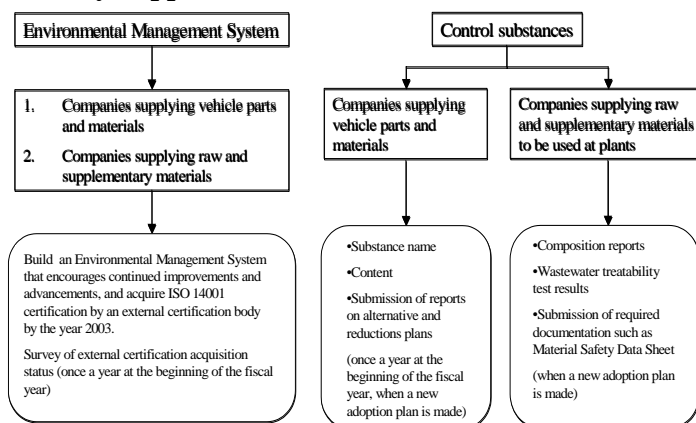 Environmental Management System
1. Companies supplying vehicle parts
and materials
2. Companies supplying raw and
supplementary materials
Build an Environmental Management System
that encourages continued improvements and
advancements, and acquire ISO 14001
certification by an external certification body
by the year 2003.
Survey of external certification acquisition
status (once a year at the beginning of the fiscal
year)
Control substances
Companies supplying
vehicle parts and
materials
•Substance name
•Content
•Submission of reports
on alternative and
reductions plans
(once a year at the
beginning of the fiscal
year, when a new
adoption plan is made)
Companies supplying raw
and supplementary materials
to be used at plants
•Composition reports
•Wastewater treatability
test results
•Submission of required
documentation such as
Material Safety Data Sheet
(when a new adoption plan
is made)